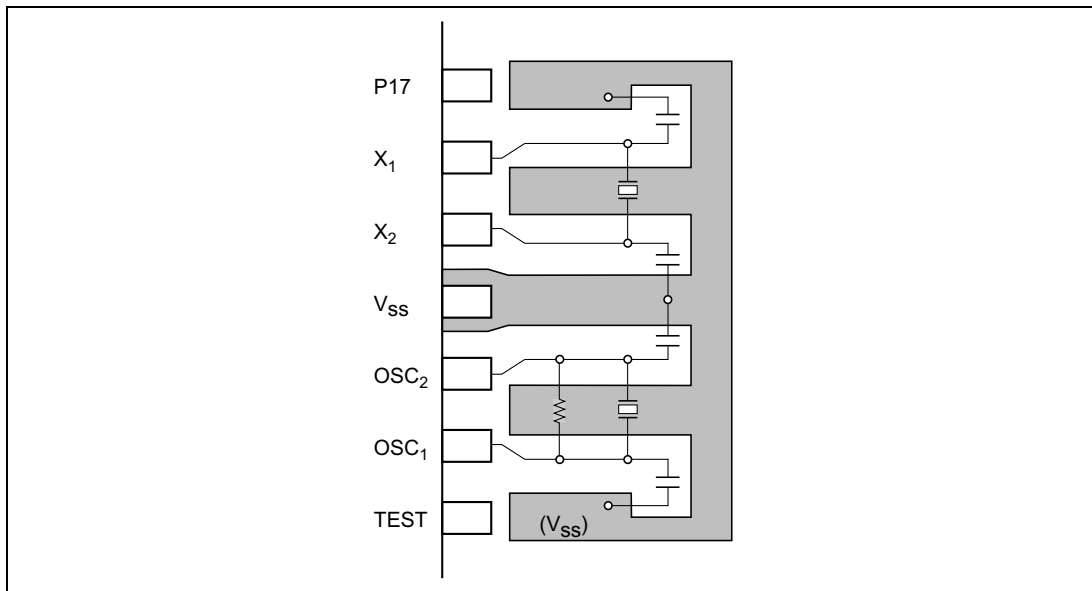 P17
X1
X2
VSS
OSC2
OSC1
TEST
(VSS)